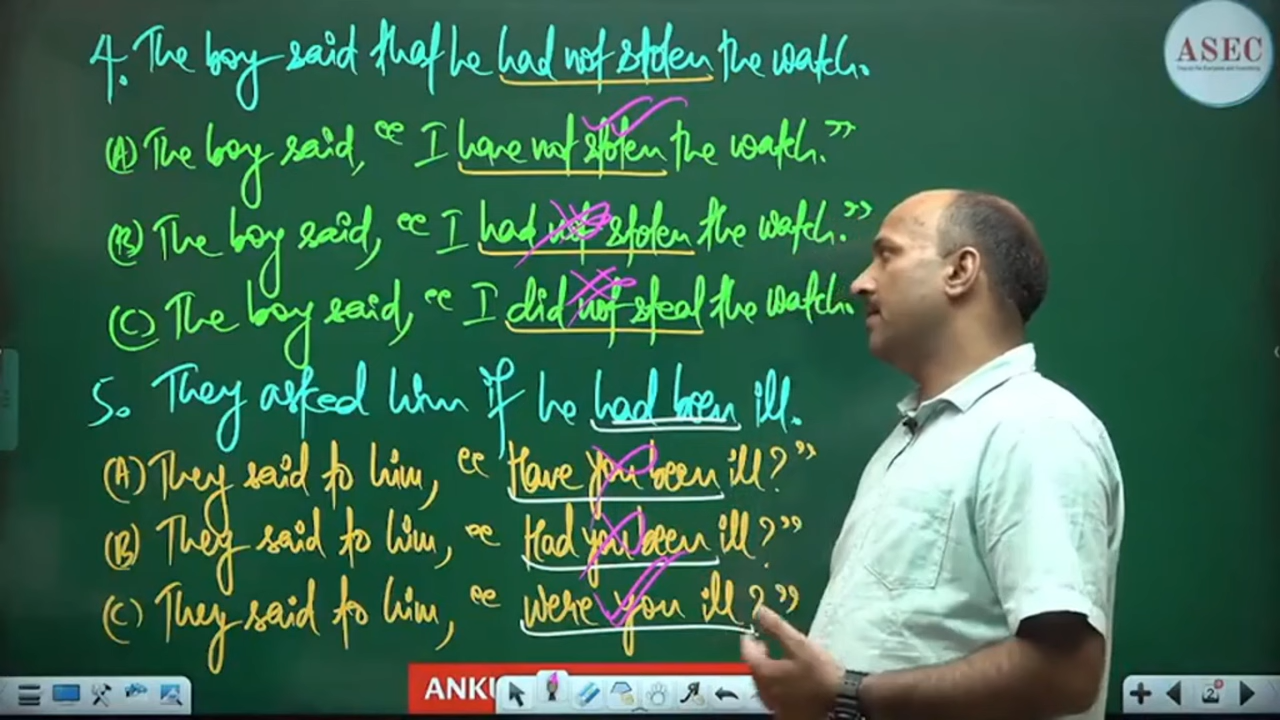 4. The boy said that he had not stolen the watch.
ASEC
(A) The boy said, "I have not stolen the watch."
(B) The boy said, "I had not stolen the watch."
(C) The boy said, "I did not steal the watch.
5. They asked him if he had been ill.
(A) They said to him, "Have you been ill?"
(B) They said to him, "Had you been ill?"
(C) They said to him, "Were you ill?"
ANKU
2